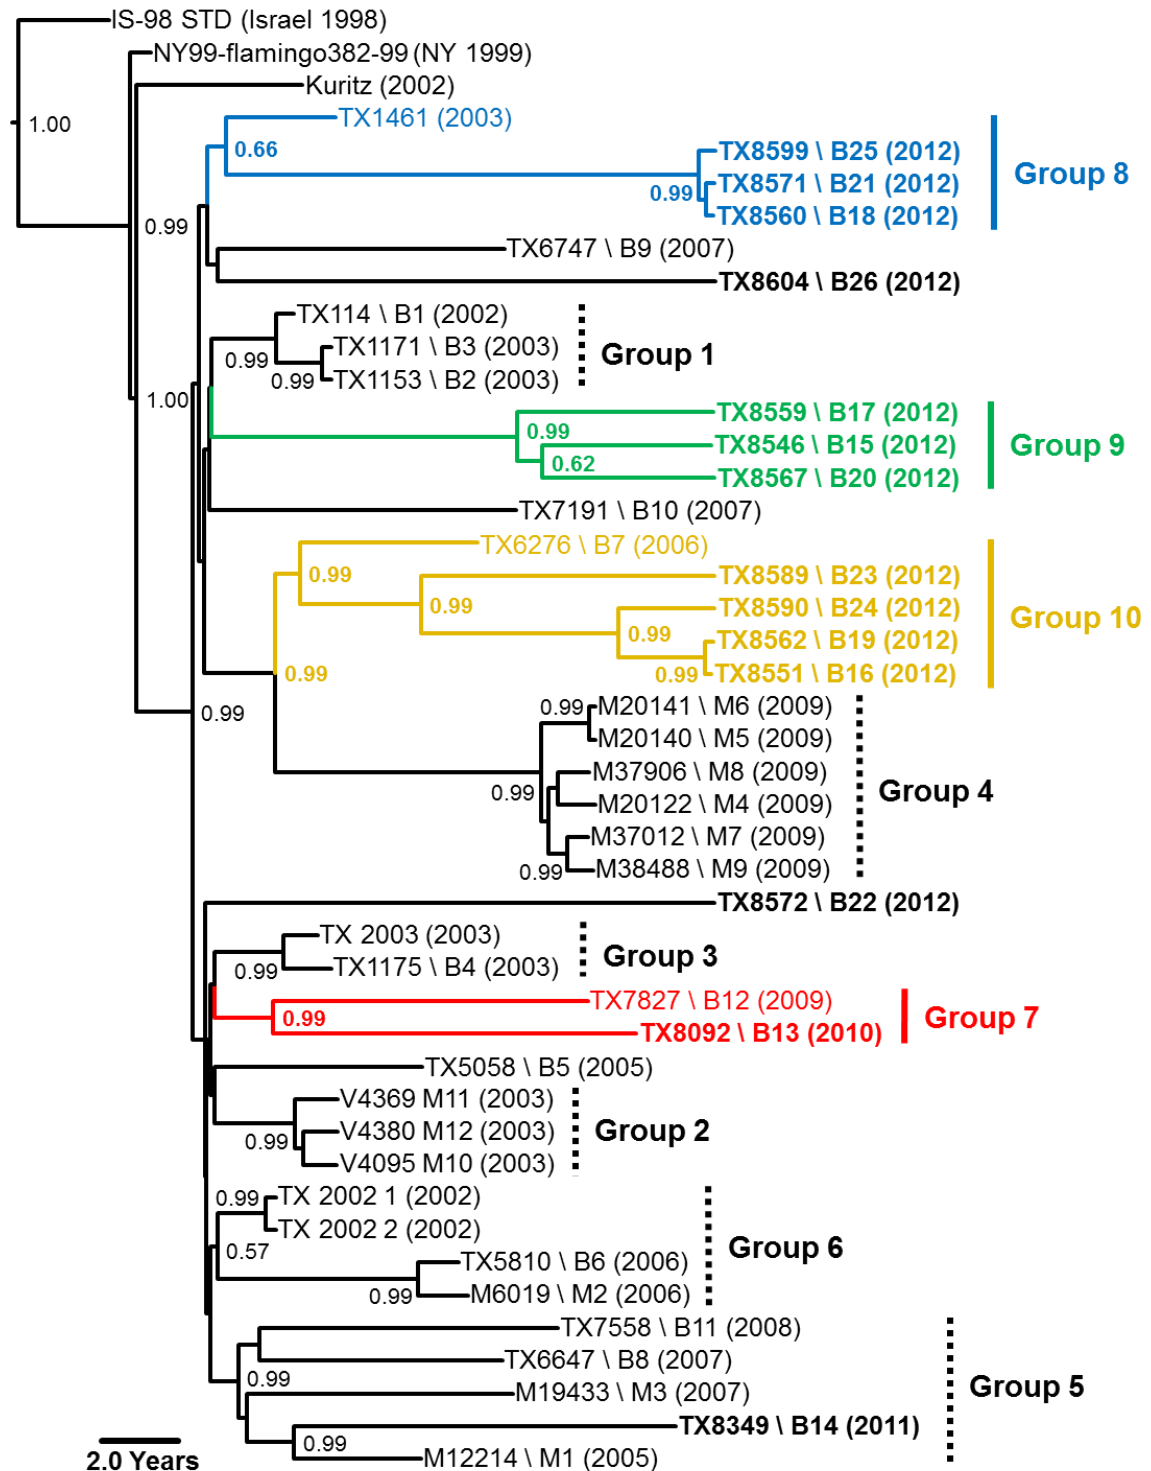 IS-98 STD (Israel 1998)
NY99-flamingo382-99 (NY 1999)
Kuritz (2002)
1.00
TX1461 (2003)
0.66
TX8599 \ B25 (2012)
TX8571 \ B21 (2012)
Group 8
0.99
TX8560 \ B18 (2012)
0.99
TX6747 \ B9 (2007)
TX8604 \ B26 (2012)
TX114 \ B1 (2002)
TX1171 \ B3 (2003)
Group 1
0.99
TX1153 \ B2 (2003)
0.99
1.00
TX8559 \ B17 (2012)
0.99
TX8546 \ B15 (2012)
Group 9
0.62
TX8567 \ B20 (2012)
TX7191 \ B10 (2007)
TX6276 \ B7 (2006)
0.99
TX8589 \ B23 (2012)
0.99
TX8590 \ B24 (2012)
Group 10
0.99
TX8562 \ B19 (2012)
0.99
0.99
TX8551 \ B16 (2012)
0.99
0.99
M20141 \ M6 (2009)
M20140 \ M5 (2009)
M37906 \ M8 (2009)
0.99
Group 4
M20122 \ M4 (2009)
M37012 \ M7 (2009)
0.99
M38488 \ M9 (2009)
TX8572 \ B22 (2012)
TX 2003 (2003)
Group 3
0.99
TX1175 \ B4 (2003)
TX7827 \ B12 (2009)
0.99
Group 7
TX8092 \ B13 (2010)
TX5058 \ B5 (2005)
V4369 M11 (2003)
0.99
V4380 M12 (2003)
Group 2
V4095 M10 (2003)
0.99
TX 2002 1 (2002)
TX 2002 2 (2002)
0.57
Group 6
TX5810 \ B6 (2006)
0.99
M6019 \ M2 (2006)
TX7558 \ B11 (2008)
TX6647 \ B8 (2007)
0.99
Group 5
M19433 \ M3 (2007)
TX8349 \ B14 (2011)
0.99
M12214 \ M1 (2005)
2.0 Years